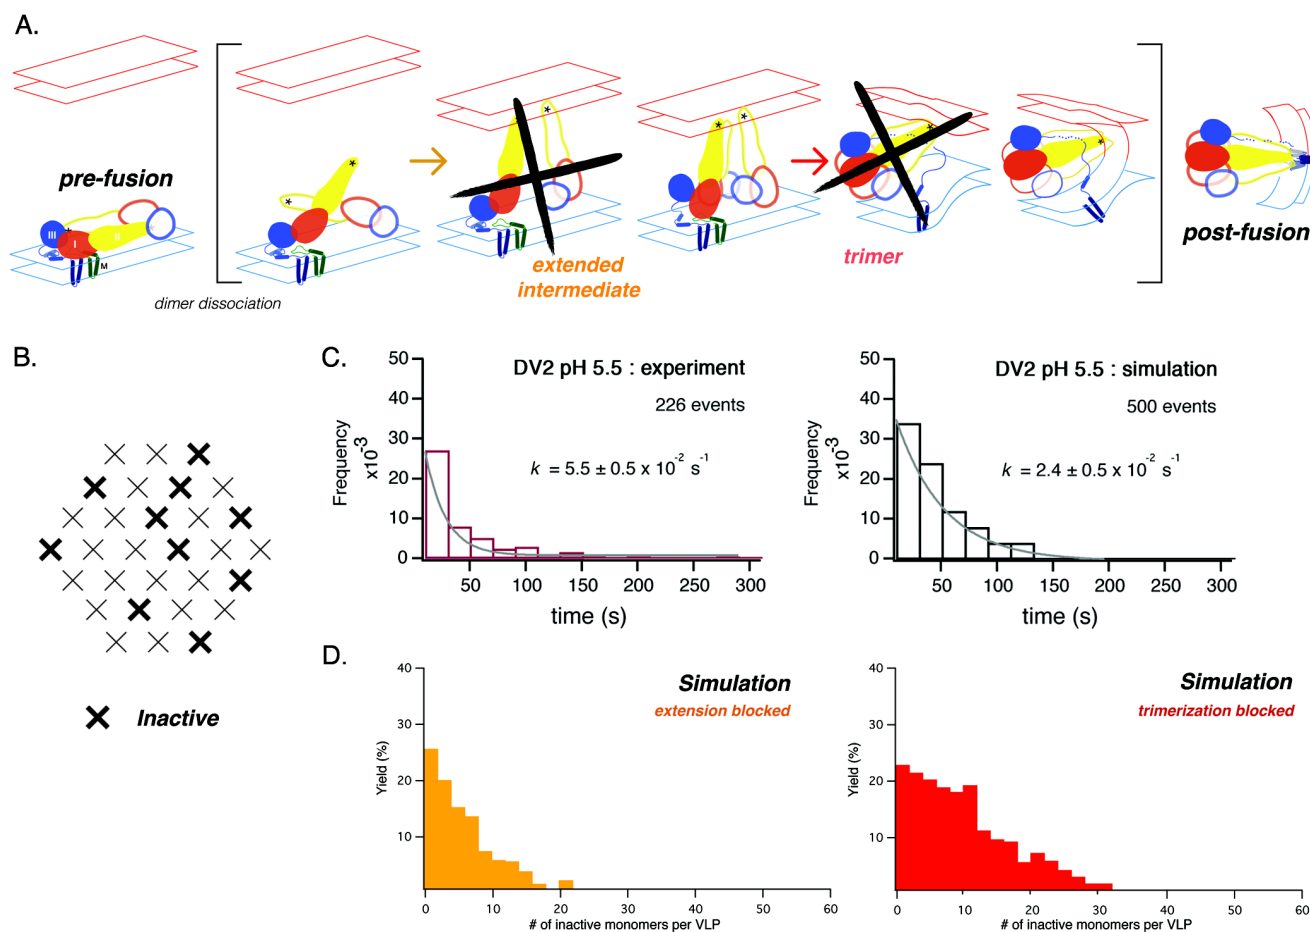 A.
pre-fusion
III
I
II
M
dimer dissociation
extended
intermediate
trimer
post-fusion
B.
Inactive
C.
50
40
30
20
10
0
Frequency
x10⁻³
DV2 pH 5.5 : experiment
226 events
k = 5.5 ± 0.5 x 10⁻² s⁻¹
50 100 150 200 250 300
time (s)
50
40
30
20
10
0
Frequency
x10⁻³
DV2 pH 5.5 : simulation
500 events
k = 2.4 ± 0.5 x 10⁻² s⁻¹
50 100 150 200 250 300
time (s)
D.
40
30
20
10
Yield (%)
Simulation
extension blocked
0 10 20 30 40 50 60
# of inactive monomers per VLP
40
30
20
10
Yield (%)
Simulation
trimerization blocked
0 10 20 30 40 50 60
# of inactive monomers per VLP